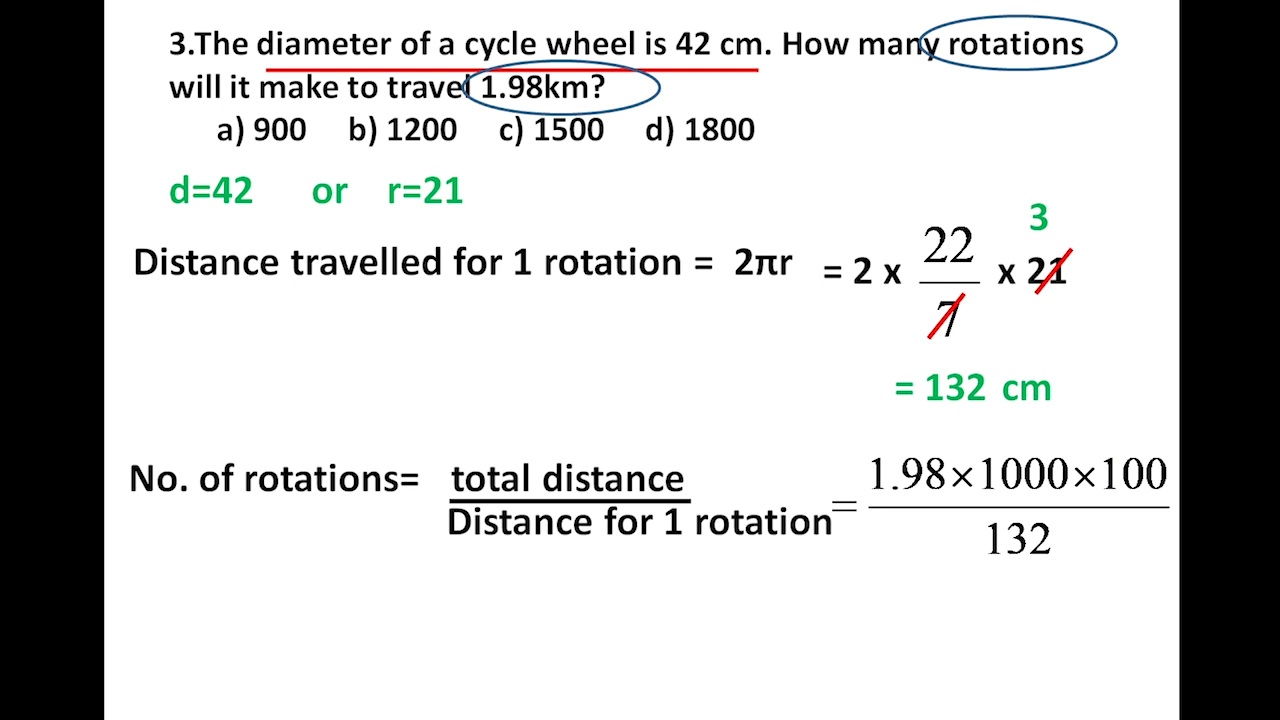 3.The diameter of a cycle wheel is 42 cm. How many rotations
will it make to travel 1.98km?
a) 900 b) 1200 c) 1500 d) 1800
d=42 or r=21
3
Distance travelled for 1 rotation = 2πr = 2 x 22/7 x 21
= 132 cm
No. of rotations= total distance/Distance for 1 rotation = 1.98×1000×100/132